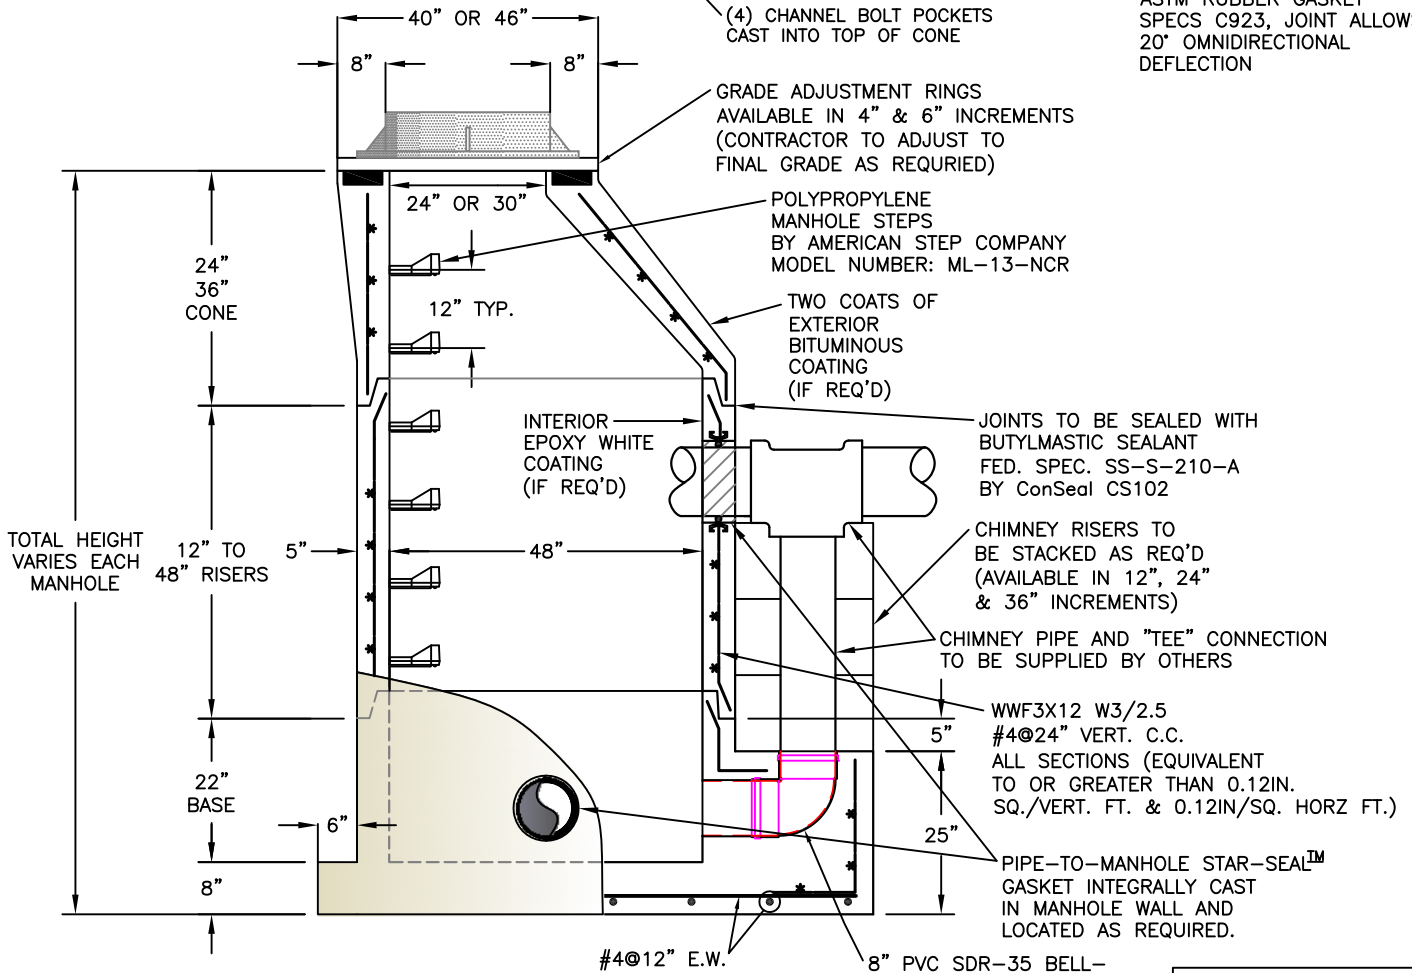 40” OR 46”
(4) CHANNEL BOLT POCKETS
CAST INTO TOP OF CONE
ASTM RUBBER GASKET
SPECS C923, JOINT ALLOW
20° OMNIDIRECTIONAL
DEFLECTION
8”
8”
GRADE ADJUSTMENT RINGS
AVAILABLE IN 4” & 6” INCREMENTS
(CONTRACTOR TO ADJUST TO
FINAL GRADE AS REQURIED)
24” OR 30”
POLYPROPYLENE
MANHOLE STEPS
BY AMERICAN STEP COMPANY
MODEL NUMBER: ML-13-NCR
24”
36”
CONE
12” TYP.
TWO COATS OF
EXTERIOR
BITUMINOUS
COATING
(IF REQ’D)
INTERIOR
EPOXY WHITE
COATING
(IF REQ’D)
JOINTS TO BE SEALED WITH
BUTYLMASTIC SEALANT
FED. SPEC. SS-S-210-A
BY ConSeal CS102
TOTAL HEIGHT
VARIES EACH
MANHOLE
12” TO
48” RISERS
5”
48”
CHIMNEY RISERS TO
BE STACKED AS REQ’D
(AVAILABLE IN 12”, 24”
& 36” INCREMENTS)
CHIMNEY PIPE AND "TEE" CONNECTION
TO BE SUPPLIED BY OTHERS
WWF3X12 W3/2.5
#4@24” VERT. C.C.
ALL SECTIONS (EQUIVALENT
TO OR GREATER THAN 0.12IN.
SQ./VERT. FT. & 0.12IN/SQ. HORZ FT.)
5”
22”
BASE
6”
25”
8”
PIPE-TO-MANHOLE STAR-SEAL™
GASKET INTEGRALLY CAST
IN MANHOLE WALL AND
LOCATED AS REQUIRED.
#4@12” E.W.
8” PVC SDR-35 BELL-